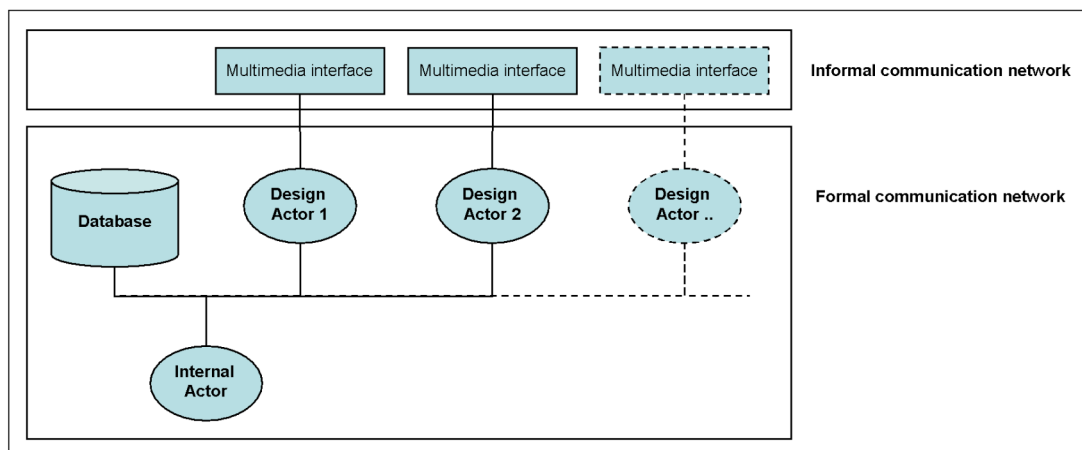 Multimedia interface
Multimedia interface
Multimedia interface
Informal communication network
Database
Design
Actor 1
Design
Actor 2
Design
Actor ..
Formal communication network
Internal
Actor